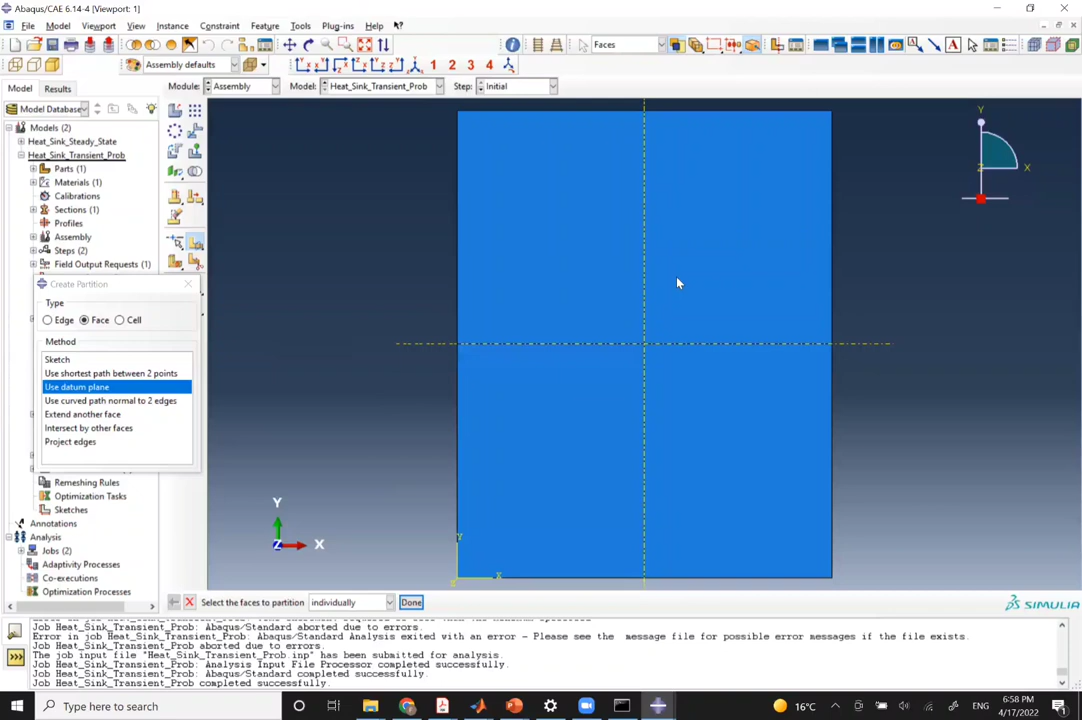 Abaqus/CAE 6.14-4 [Viewport: 1]
File Model Viewport View Instance Constraint Feature Tools Plug-ins Help
Faces
Assembly defaults
1 2 3 4
Model Results Module: Assembly Model: Heat_Sink_Transient_Prob Step: Initial
Model Database
Models (2)
Heat_Sink_Steady_State
Heat_Sink_Transient_Prob
Parts (1)
Materials (1)
Calibrations
Sections (1)
Profiles
Assembly
Steps (2)
Field Output Requests (1)
Create Partition
Type
Edge Face Cell
Method
Sketch
Use shortest path between 2 points
Use datum plane
Use curved path normal to 2 edges
Extend another face
Intersect by other faces
Project edges
Remeshing Rules
Optimization Tasks
Sketches
Annotations
Analysis
Jobs (2)
Adaptivity Processes
Co-executions
Optimization Processes
Y
X
Z
Y
X
Z
Y
X
Select the faces to partition individually Done
SIMULIA
Job Heat_Sink_Transient_Prob: Abaqus/Standard aborted due to errors.
Error in job Heat_Sink_Transient_Prob: Abaqus/Standard Analysis exited with an error - Please see the message file for possible error messages if the file exists.
Job Heat_Sink_Transient_Prob aborted due to errors.
The job input file "Heat_Sink_Transient_Prob.inp" has been submitted for analysis.
Job Heat_Sink_Transient_Prob: Analysis Input File Processor completed successfully.
Job Heat_Sink_Transient_Prob: Abaqus/Standard completed successfully.
Job Heat_Sink_Transient_Prob completed successfully.
Type here to search
16°C
ENG
6:58 PM
4/17/2022